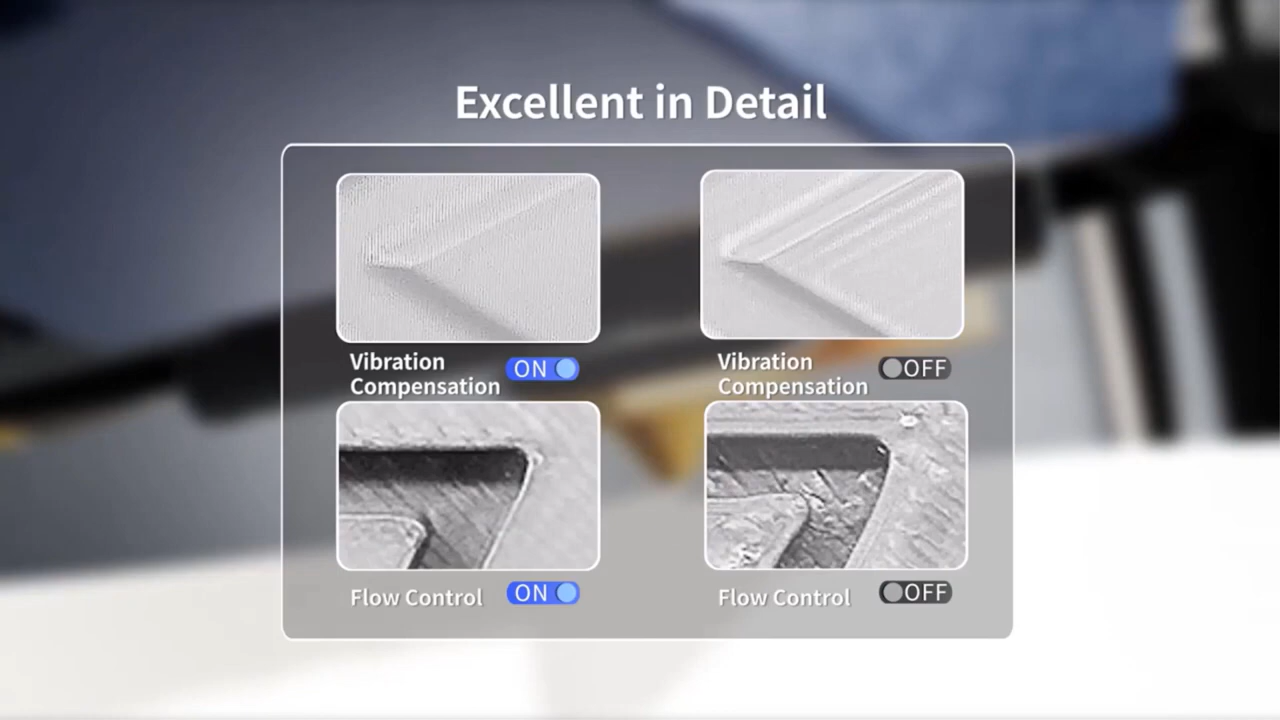 Excellent in Detail
Vibration
Compensation
ON
Vibration
Compensation
OFF
Flow Control
ON
Flow Control
OFF